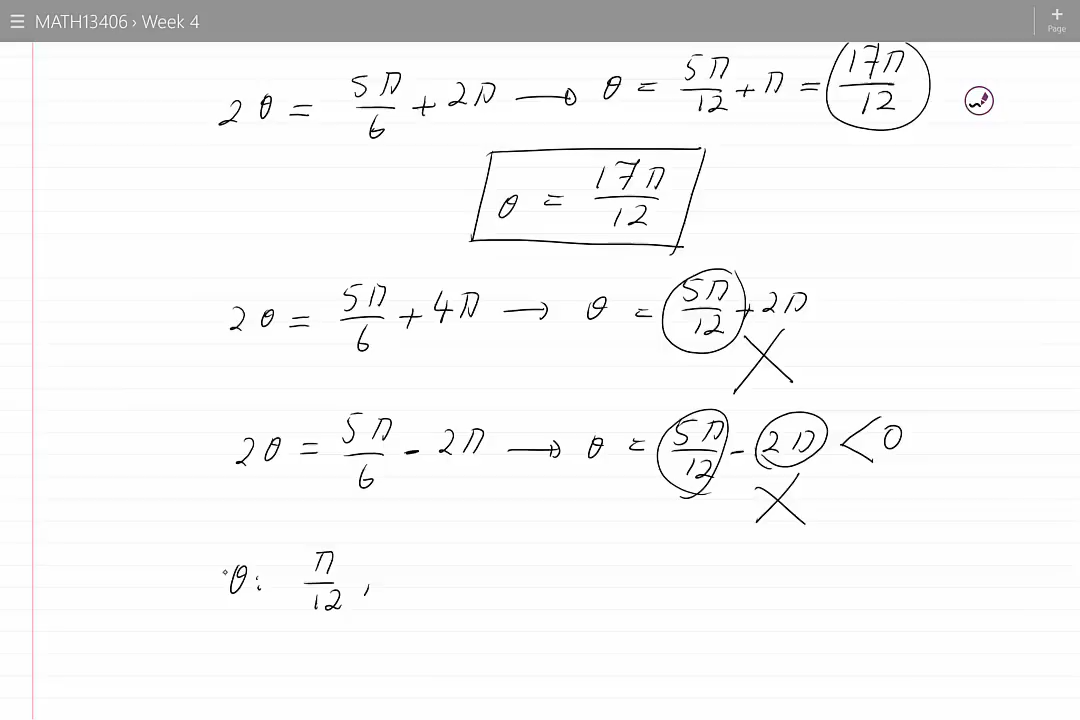 MATH13406 › Week 4
Page
2θ = 5π/6 + 2π → θ = 5π/12 + π = 17π/12
θ = 17π/12
2θ = 5π/6 + 4π → θ = 5π/12 + 2π
2θ = 5π/6 - 2π → θ = 5π/12 - 2π < 0
θ: π/12,